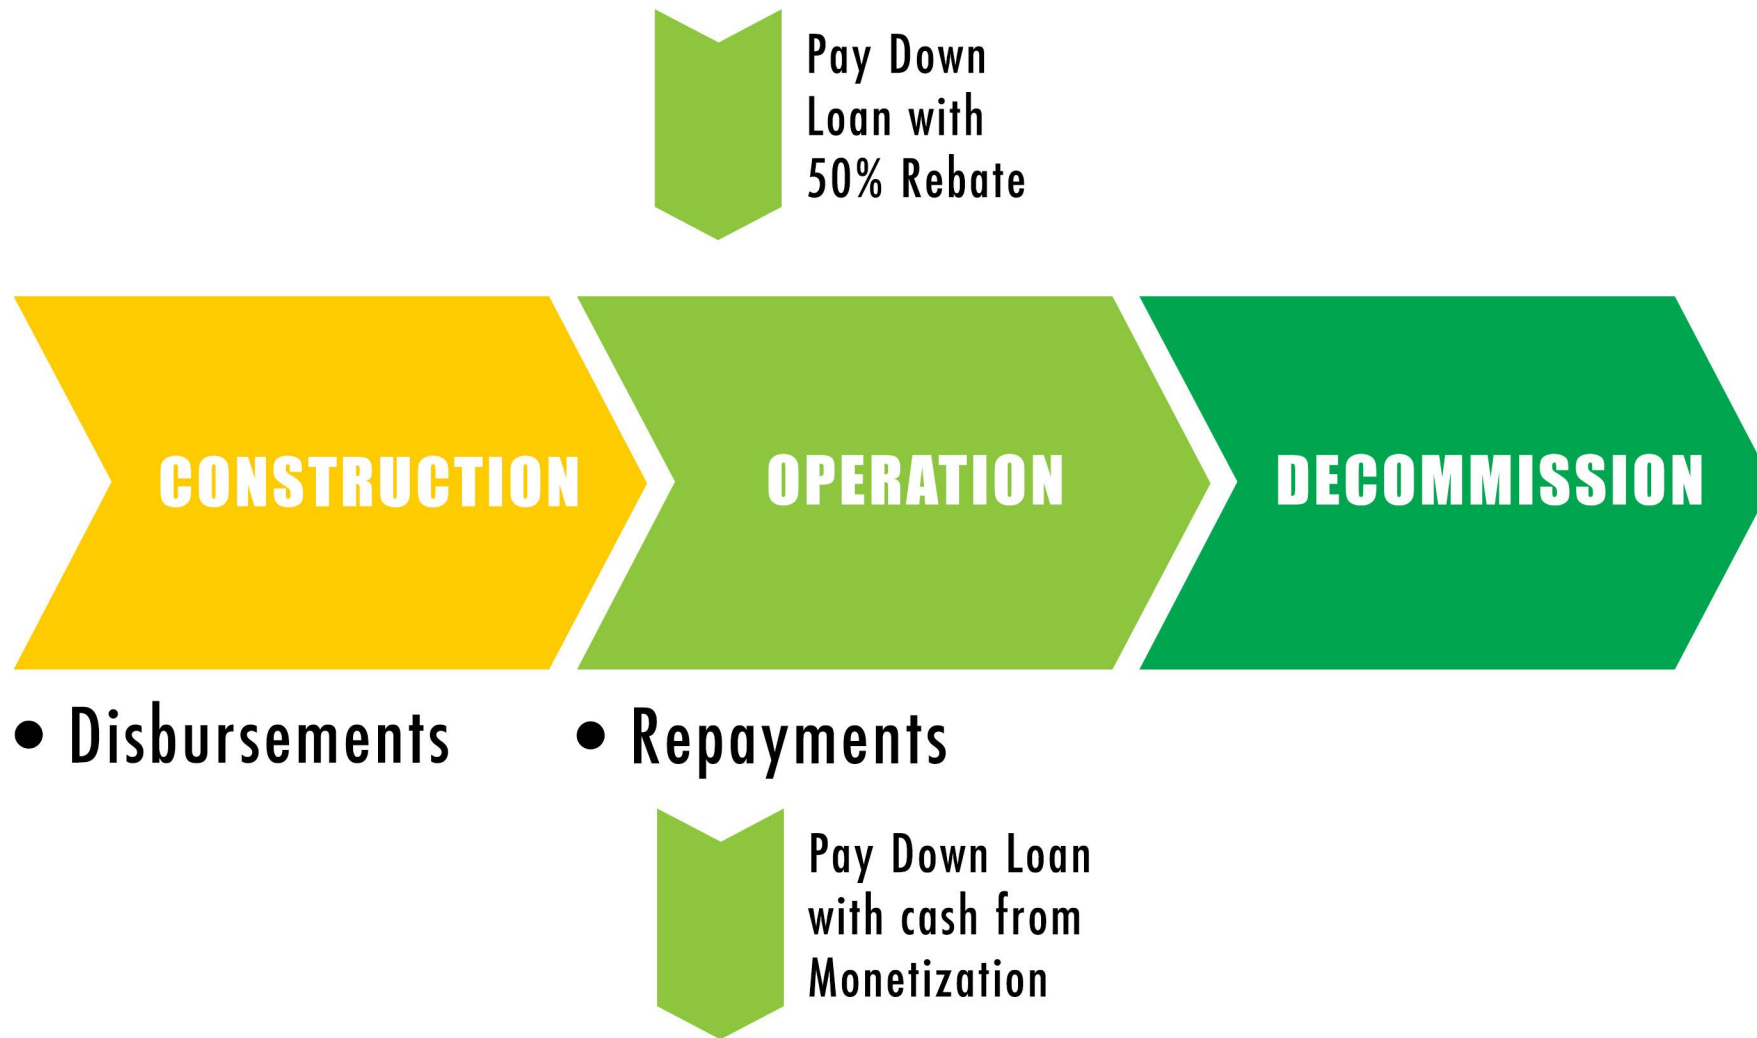 Pay Down
Loan with
50% Rebate
CONSTRUCTION
OPERATION
DECOMMISSION
• Disbursements
• Repayments
Pay Down Loan
with cash from
Monetization